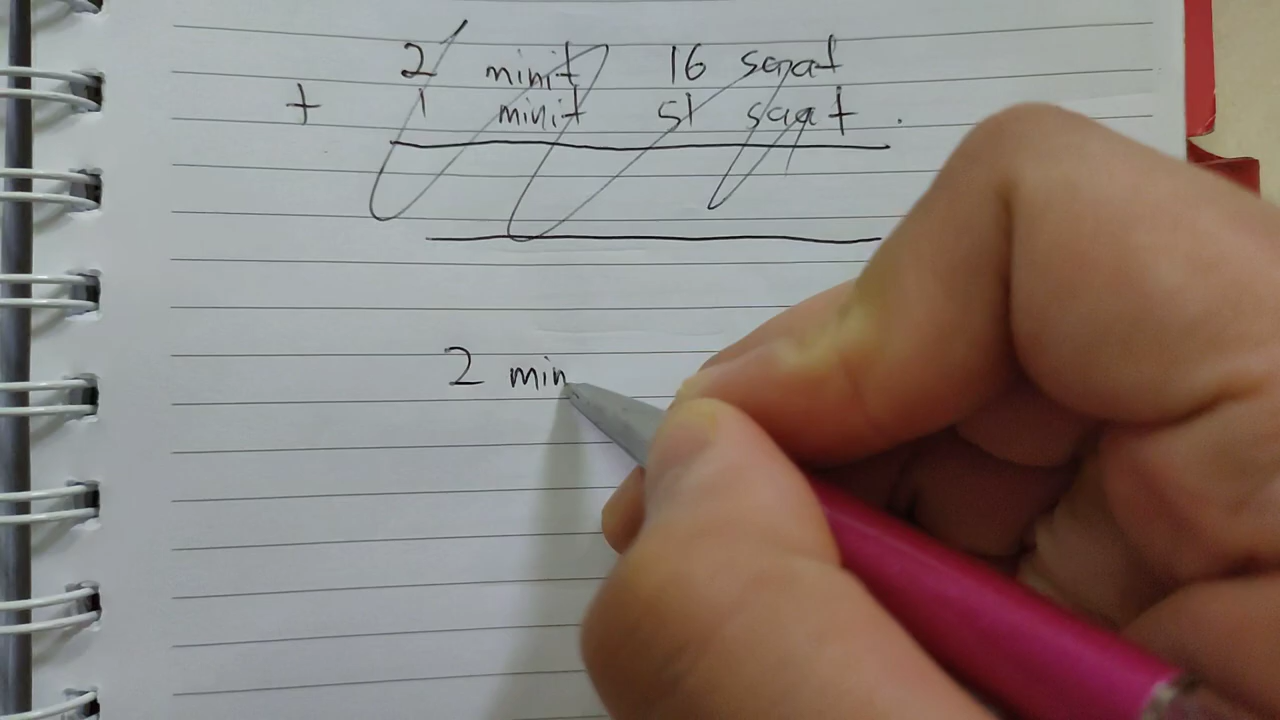 2 minit 16 saat
+ 1 minit 51 saat .
2 min